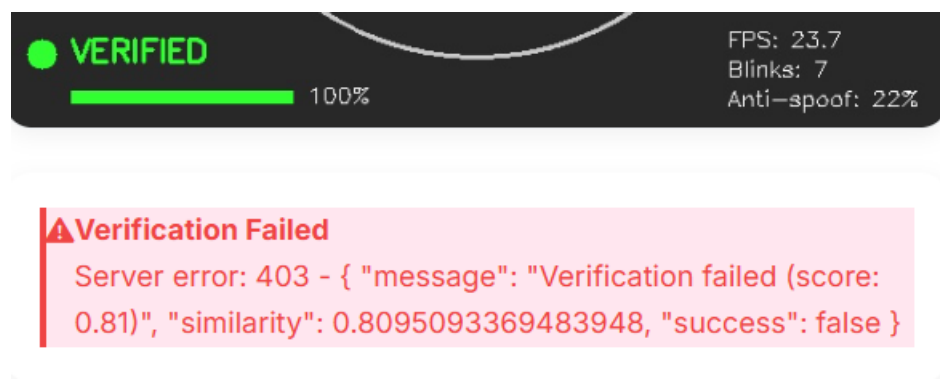 VERIFIED
100%
FPS: 23.7
Blinks: 7
Anti-spoof: 22%
Verification Failed
Server error: 403 - { "message": "Verification failed (score:
0.81)", "similarity": 0.8095093369483948, "success": false }